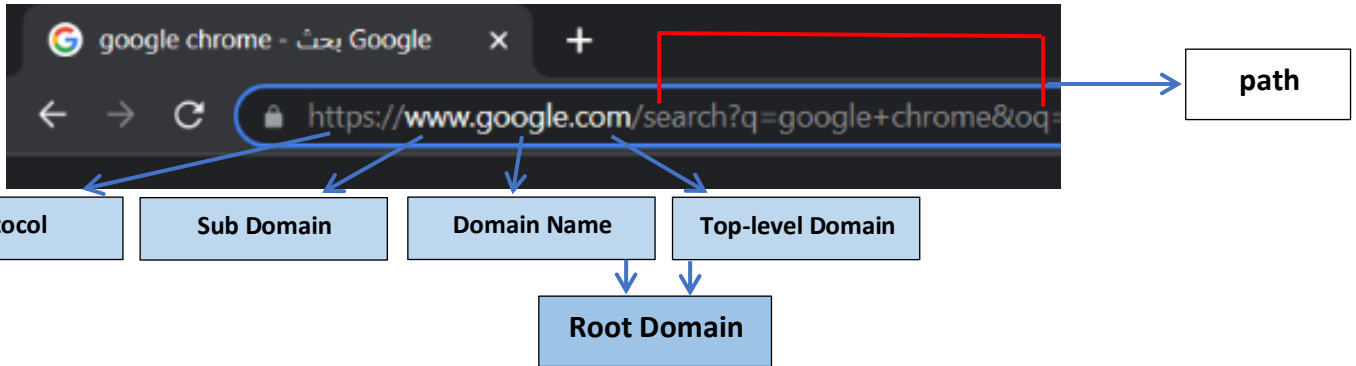 google chrome - بحث Google
path
https://www.google.com/search?q=google+chrome&oq=
tocol
Sub Domain
Domain Name
Top-level Domain
Root Domain